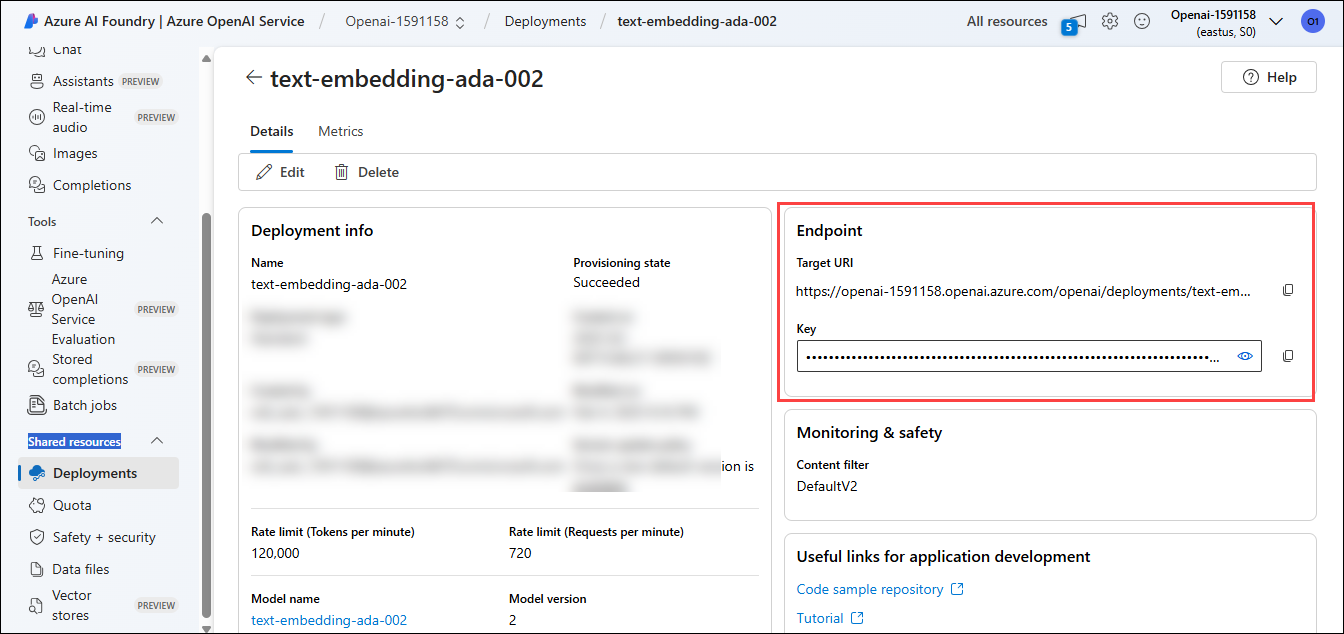 Azure AI Foundry | Azure OpenAI Service / Openai-1591158 / Deployments / text-embedding-ada-002
All resources
5
Openai-1591158
(eastus, S0)
O1
Chat
Assistants PREVIEW
Real-time
audio
PREVIEW
Images
Completions
Tools
Fine-tuning
Azure
OpenAI
Service
Evaluation
PREVIEW
Stored
completions
PREVIEW
Batch jobs
Shared resources
Deployments
Quota
Safety + security
Data files
Vector
stores
PREVIEW
text-embedding-ada-002
Help
Details
Metrics
Edit
Delete
Deployment info
Name
text-embedding-ada-002
Provisioning state
Succeeded
ion is
Rate limit (Tokens per minute)
120,000
Rate limit (Requests per minute)
720
Model name
text-embedding-ada-002
Model version
2
Endpoint
Target URI
https://openai-1591158.openai.azure.com/openai/deployments/text-em...
Key
Monitoring & safety
Content filter
DefaultV2
Useful links for application development
Code sample repository
Tutorial